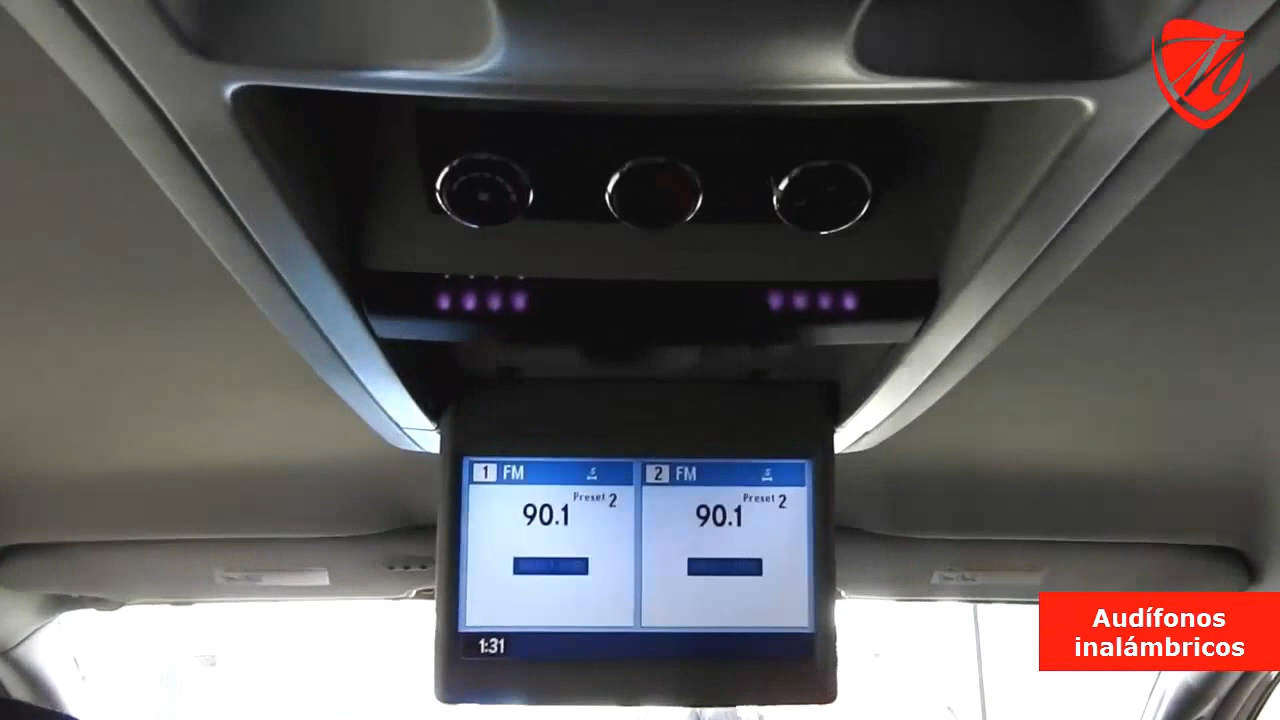 1 FM
2 FM
Preset 2
Preset 2
90.1
90.1
1:31
Audífonos
inalámbricos